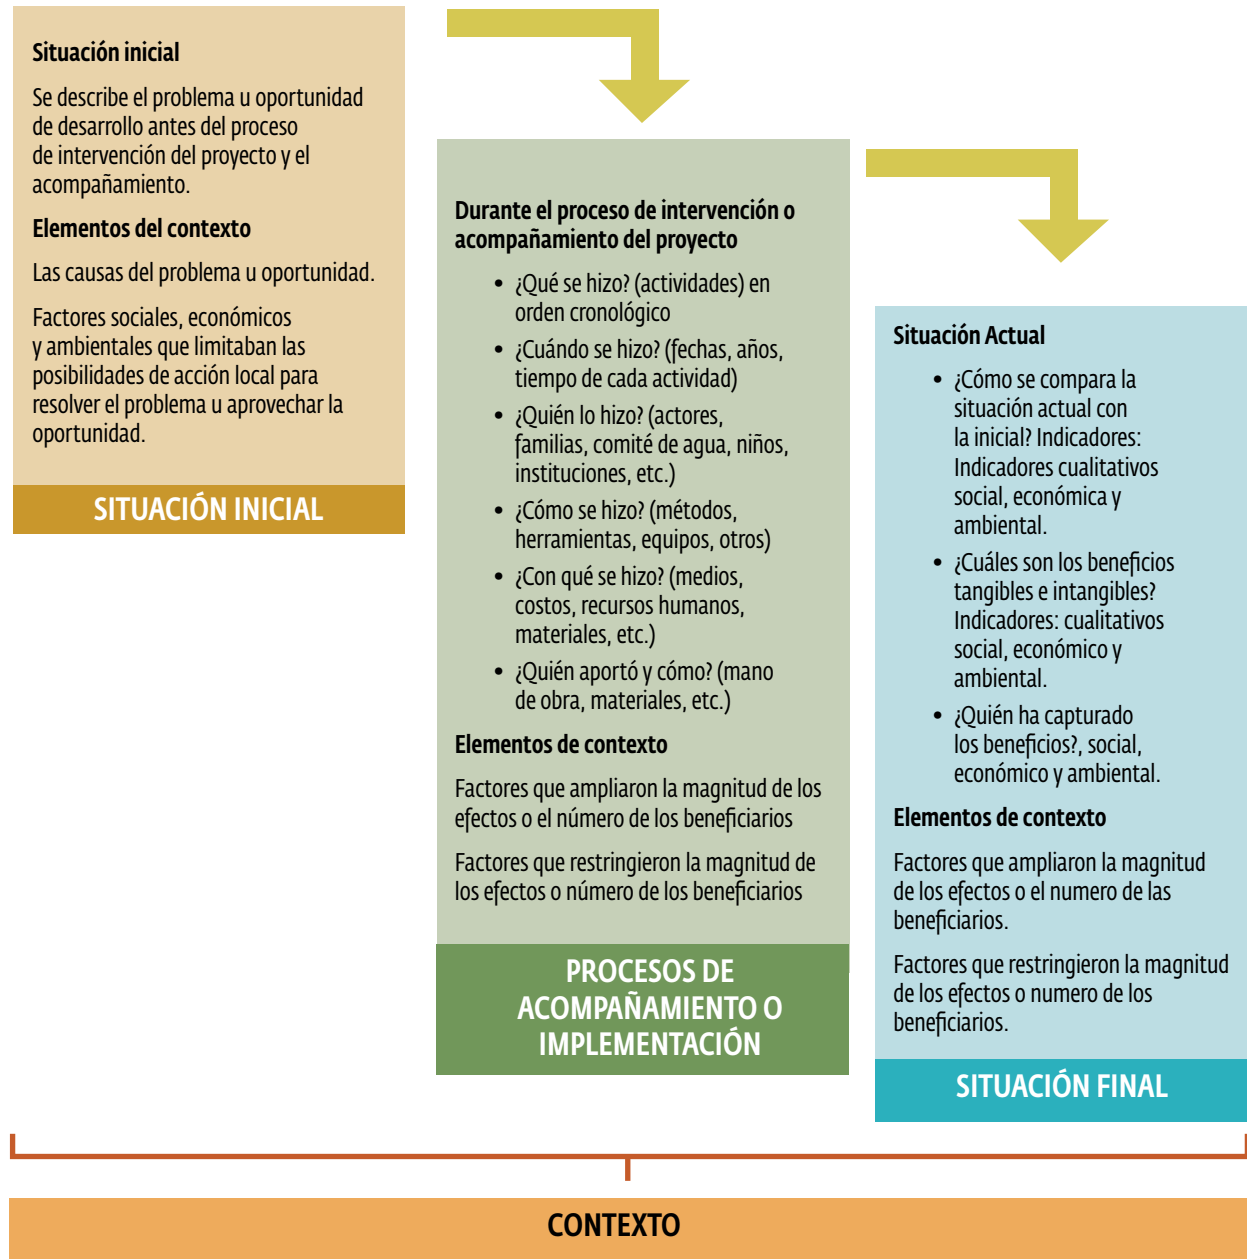 Situación inicial
Se describe el problema u oportunidad
de desarrollo antes del proceso
de intervención del proyecto y el
acompañamiento.
Elementos del contexto
Las causas del problema u oportunidad.
Factores sociales, económicos
y ambientales que limitaban las
posibilidades de acción local para
resolver el problema u aprovechar la
oportunidad.
SITUACIÓN INICIAL
Durante el proceso de intervención o
acompañamiento del proyecto
• ¿Qué se hizo? (actividades) en
orden cronológico
• ¿Cuándo se hizo? (fechas, años,
tiempo de cada actividad)
• ¿Quién lo hizo? (actores,
familias, comité de agua, niños,
instituciones, etc.)
• ¿Cómo se hizo? (métodos,
herramientas, equipos, otros)
• ¿Con qué se hizo? (medios,
costos, recursos humanos,
materiales, etc.)
• ¿Quién aportó y cómo? (mano
de obra, materiales, etc.)
Elementos de contexto
Factores que ampliaron la magnitud de los
efectos o el número de los beneficiarios
Factores que restringieron la magnitud de
los efectos o número de los beneficiarios
PROCESOS DE
ACOMPAÑAMIENTO O
IMPLEMENTACIÓN
Situación Actual
• ¿Cómo se compara la
situación actual con
la inicial? Indicadores:
Indicadores cualitativos
social, económica y
ambiental.
• ¿Cuáles son los beneficios
tangibles e intangibles?
Indicadores: cualitativos
social, económico y
ambiental.
• ¿Quién ha capturado
los beneficios?, social,
económico y ambiental.
Elementos de contexto
Factores que ampliaron la magnitud
de los efectos o el numero de las
beneficiarios.
Factores que restringieron la magnitud
de los efectos o numero de los
beneficiarios.
SITUACIÓN FINAL
CONTEXTO